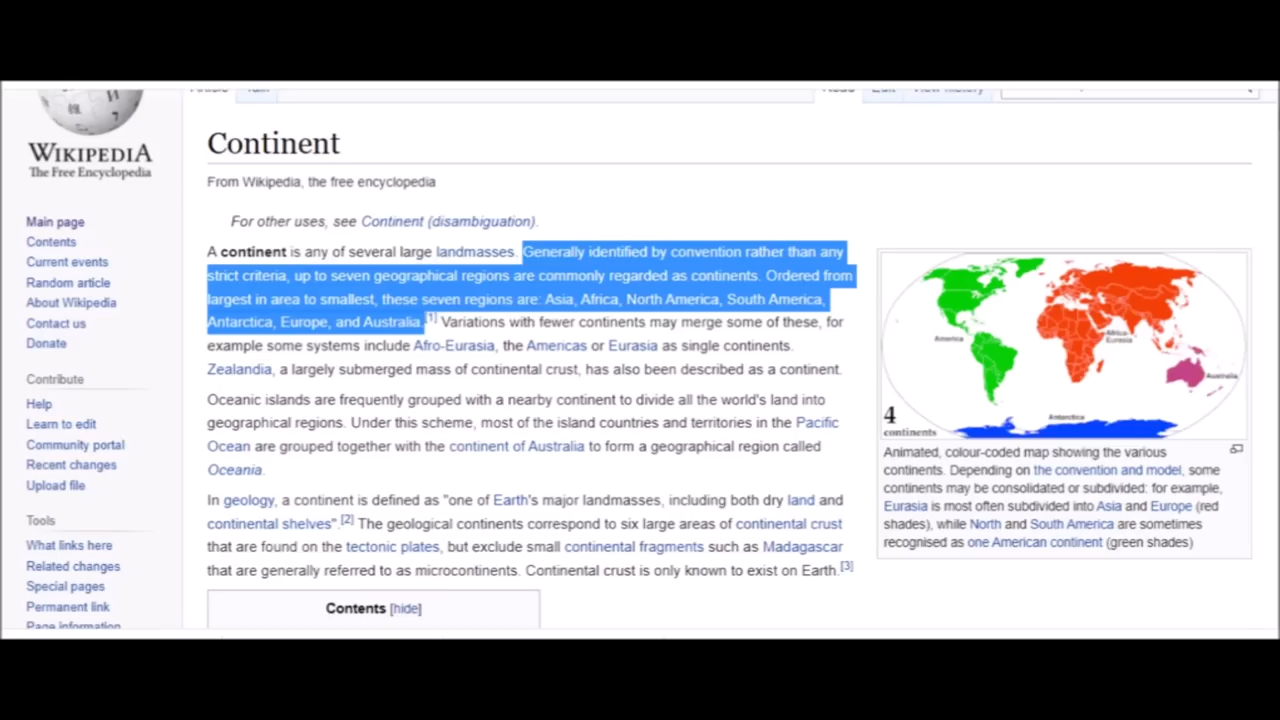 WIKIPEDIA
The Free Encyclopedia
Main page
Contents
Current events
Random article
About Wikipedia
Contact us
Donate
Contribute
Help
Learn to edit
Community portal
Recent changes
Upload file
Tools
What links here
Related changes
Special pages
Permanent link
Page information
Article Talk Read Edit View history
Continent
From Wikipedia, the free encyclopedia
For other uses, see Continent (disambiguation).
A continent is any of several large landmasses. Generally identified by convention rather than any
strict criteria, up to seven geographical regions are commonly regarded as continents. Ordered from
largest in area to smallest, these seven regions are: Asia, Africa, North America, South America,
Antarctica, Europe, and Australia.[1] Variations with fewer continents may merge some of these, for
example some systems include Afro-Eurasia, the Americas or Eurasia as single continents.
Zealandia, a largely submerged mass of continental crust, has also been described as a continent.
Oceanic islands are frequently grouped with a nearby continent to divide all the world's land into
geographical regions. Under this scheme, most of the island countries and territories in the Pacific
Ocean are grouped together with the continent of Australia to form a geographical region called
Oceania.
In geology, a continent is defined as "one of Earth's major landmasses, including both dry land and
continental shelves".[2] The geological continents correspond to six large areas of continental crust
that are found on the tectonic plates, but exclude small continental fragments such as Madagascar
that are generally referred to as microcontinents. Continental crust is only known to exist on Earth.[3]
Contents [hide]
America
Afro-
Eurasia
Australia
Antarctica
4
continents
Animated, colour-coded map showing the various
continents. Depending on the convention and model, some
continents may be consolidated or subdivided: for example,
Eurasia is most often subdivided into Asia and Europe (red
shades), while North and South America are sometimes
recognised as one American continent (green shades)